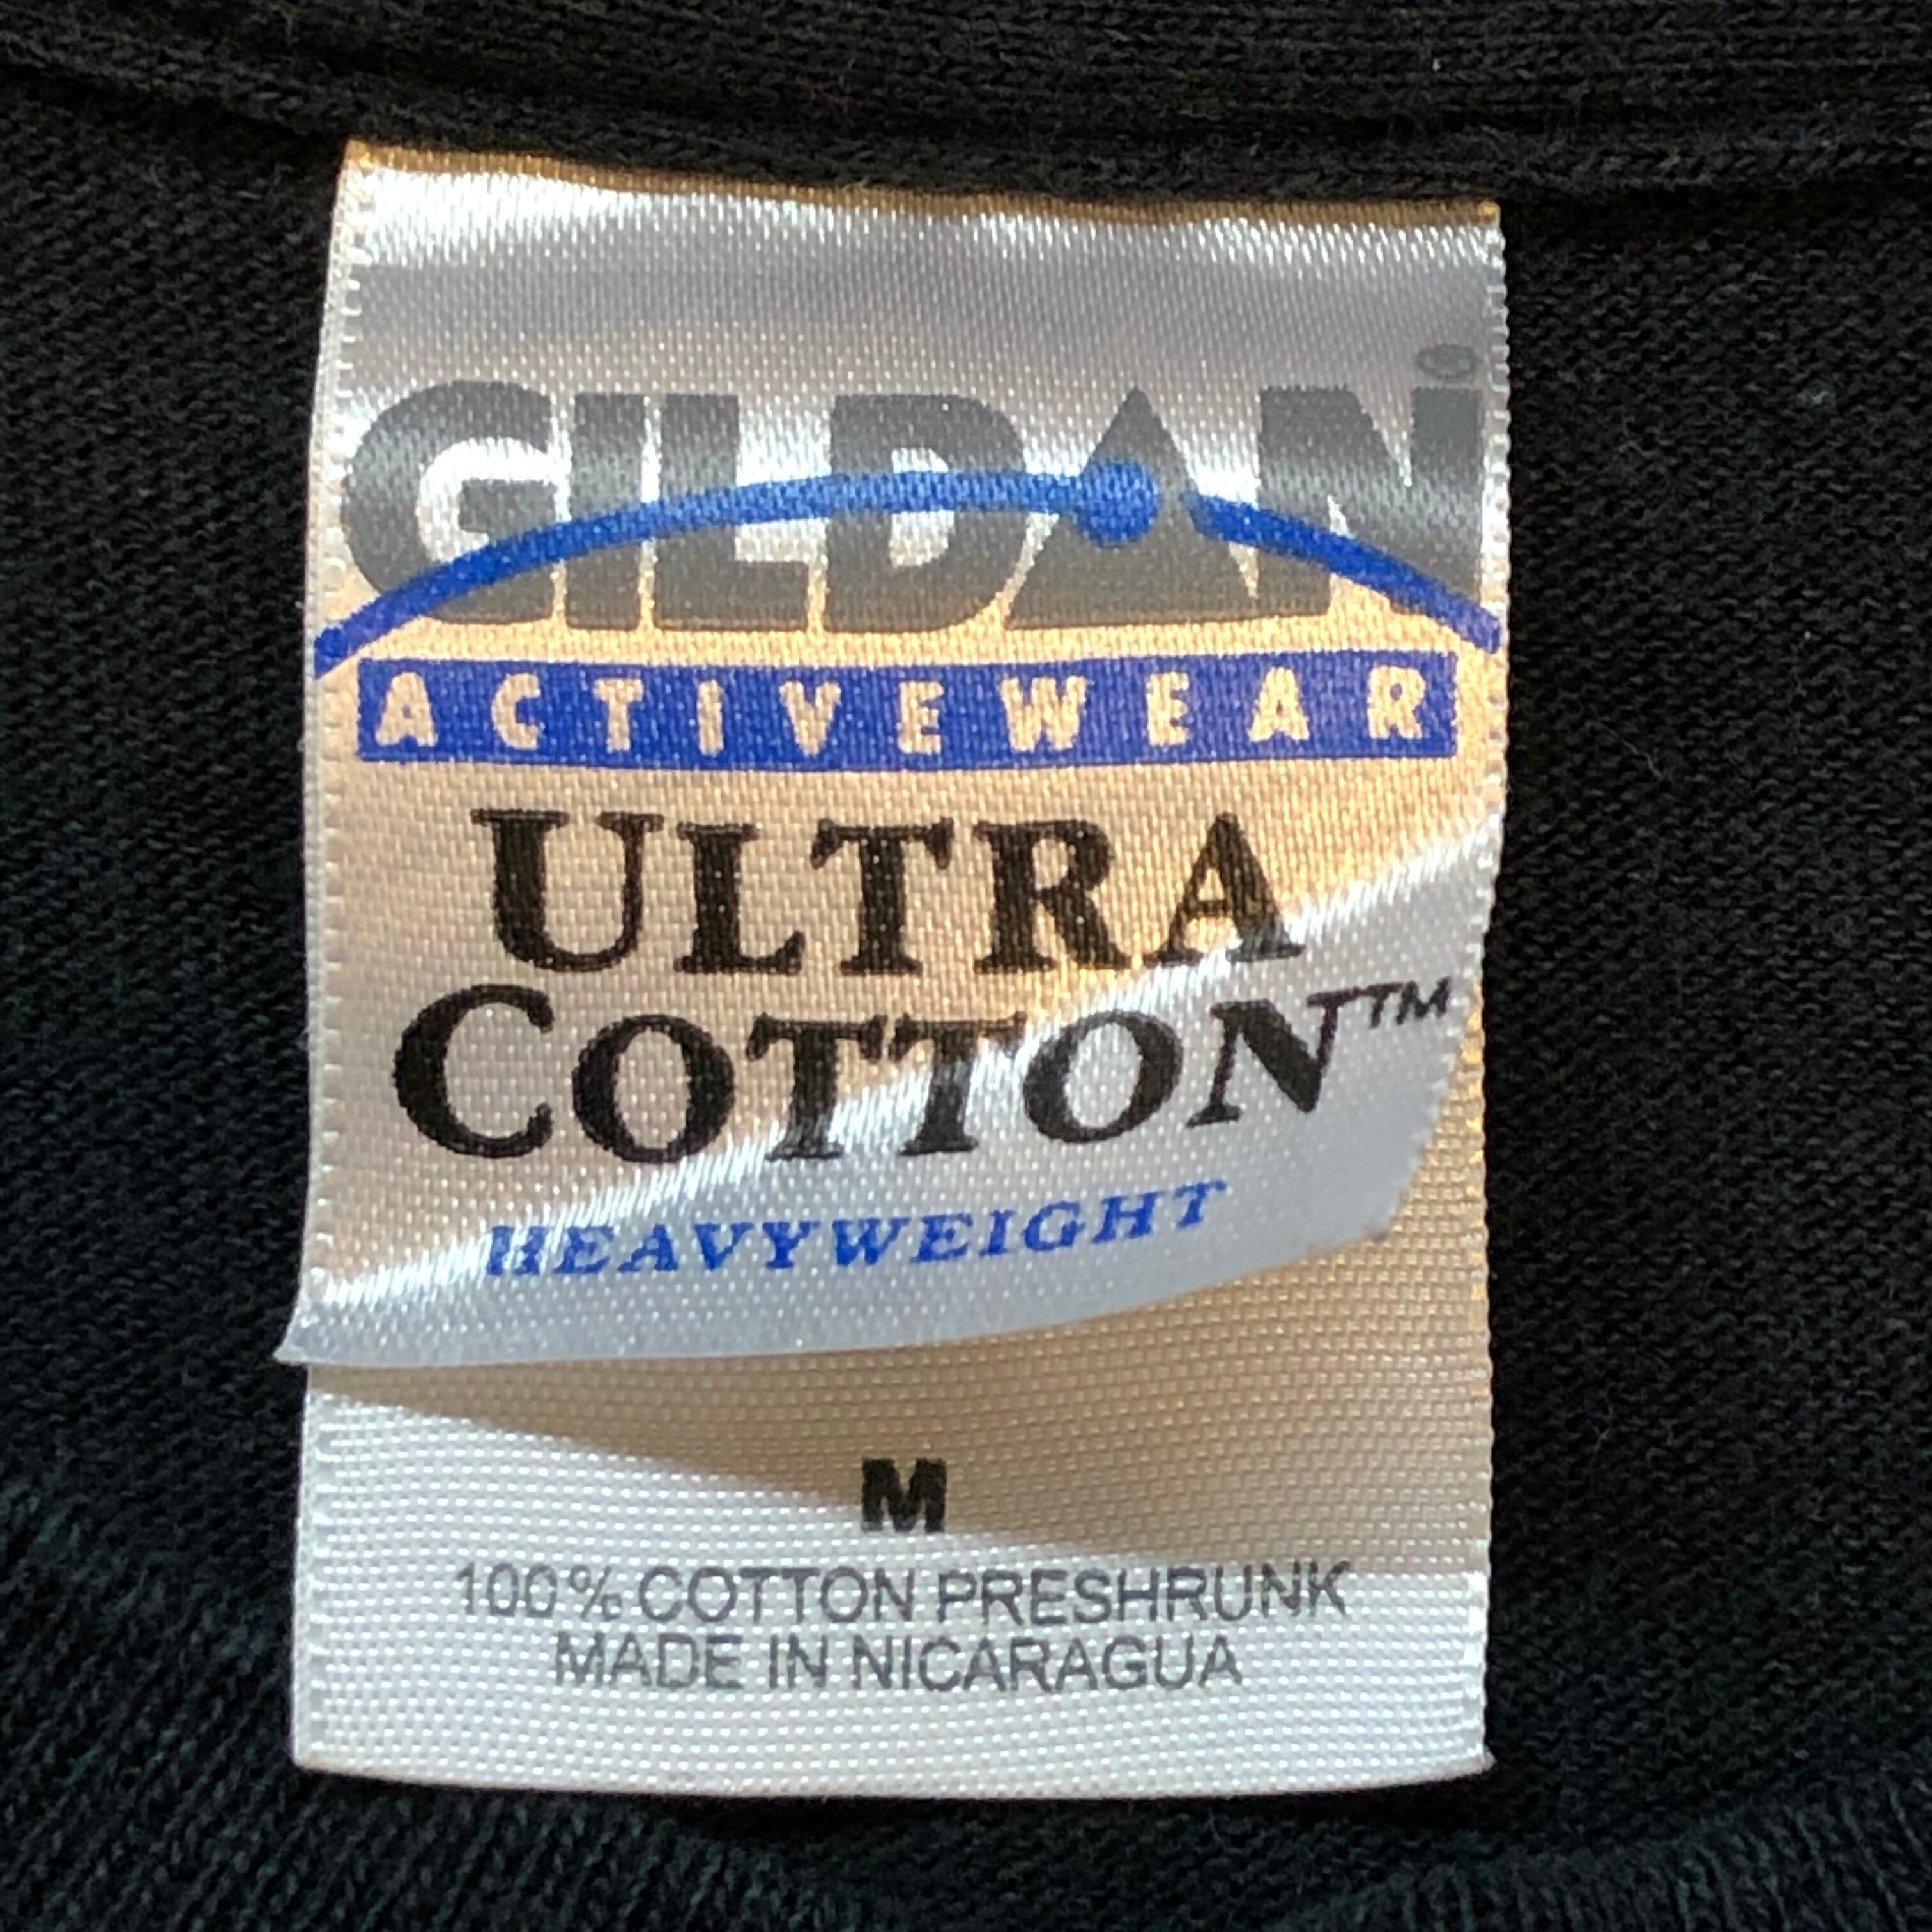 GILDAN®
ACTIVEWEAR
ULTRA
COTTON™
HEAVYWEIGHT
M
100% COTTON PRESHRUNK
MADE IN NICARAGUA